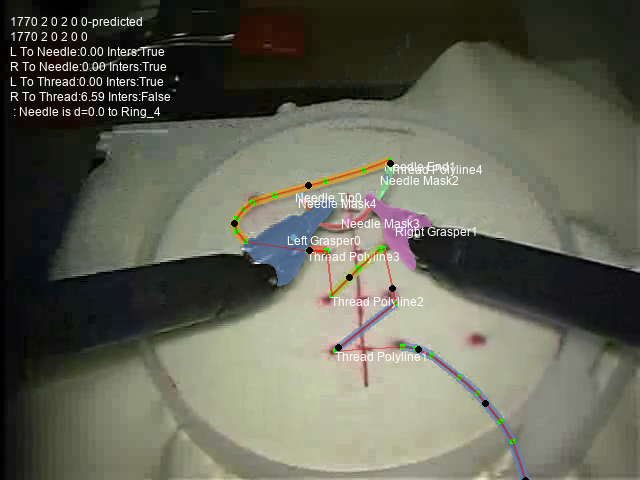 1770 2 0 2 0 0-predicted
1770 2 0 2 0 0
L To Needle:0.00 Inters:True
R To Needle:0.00 Inters:True
L To Thread:0.00 Inters:True
R To Thread:6.59 Inters:False
: Needle is d=0.0 to Ring_4
Needle End1
Thread Polyline4
Needle Mask2
Needle Tip0
Needle Mask4
Needle Mask3
Right Grasper1
Left Grasper0
Thread Polyline3
Thread Polyline2
Thread Polyline1